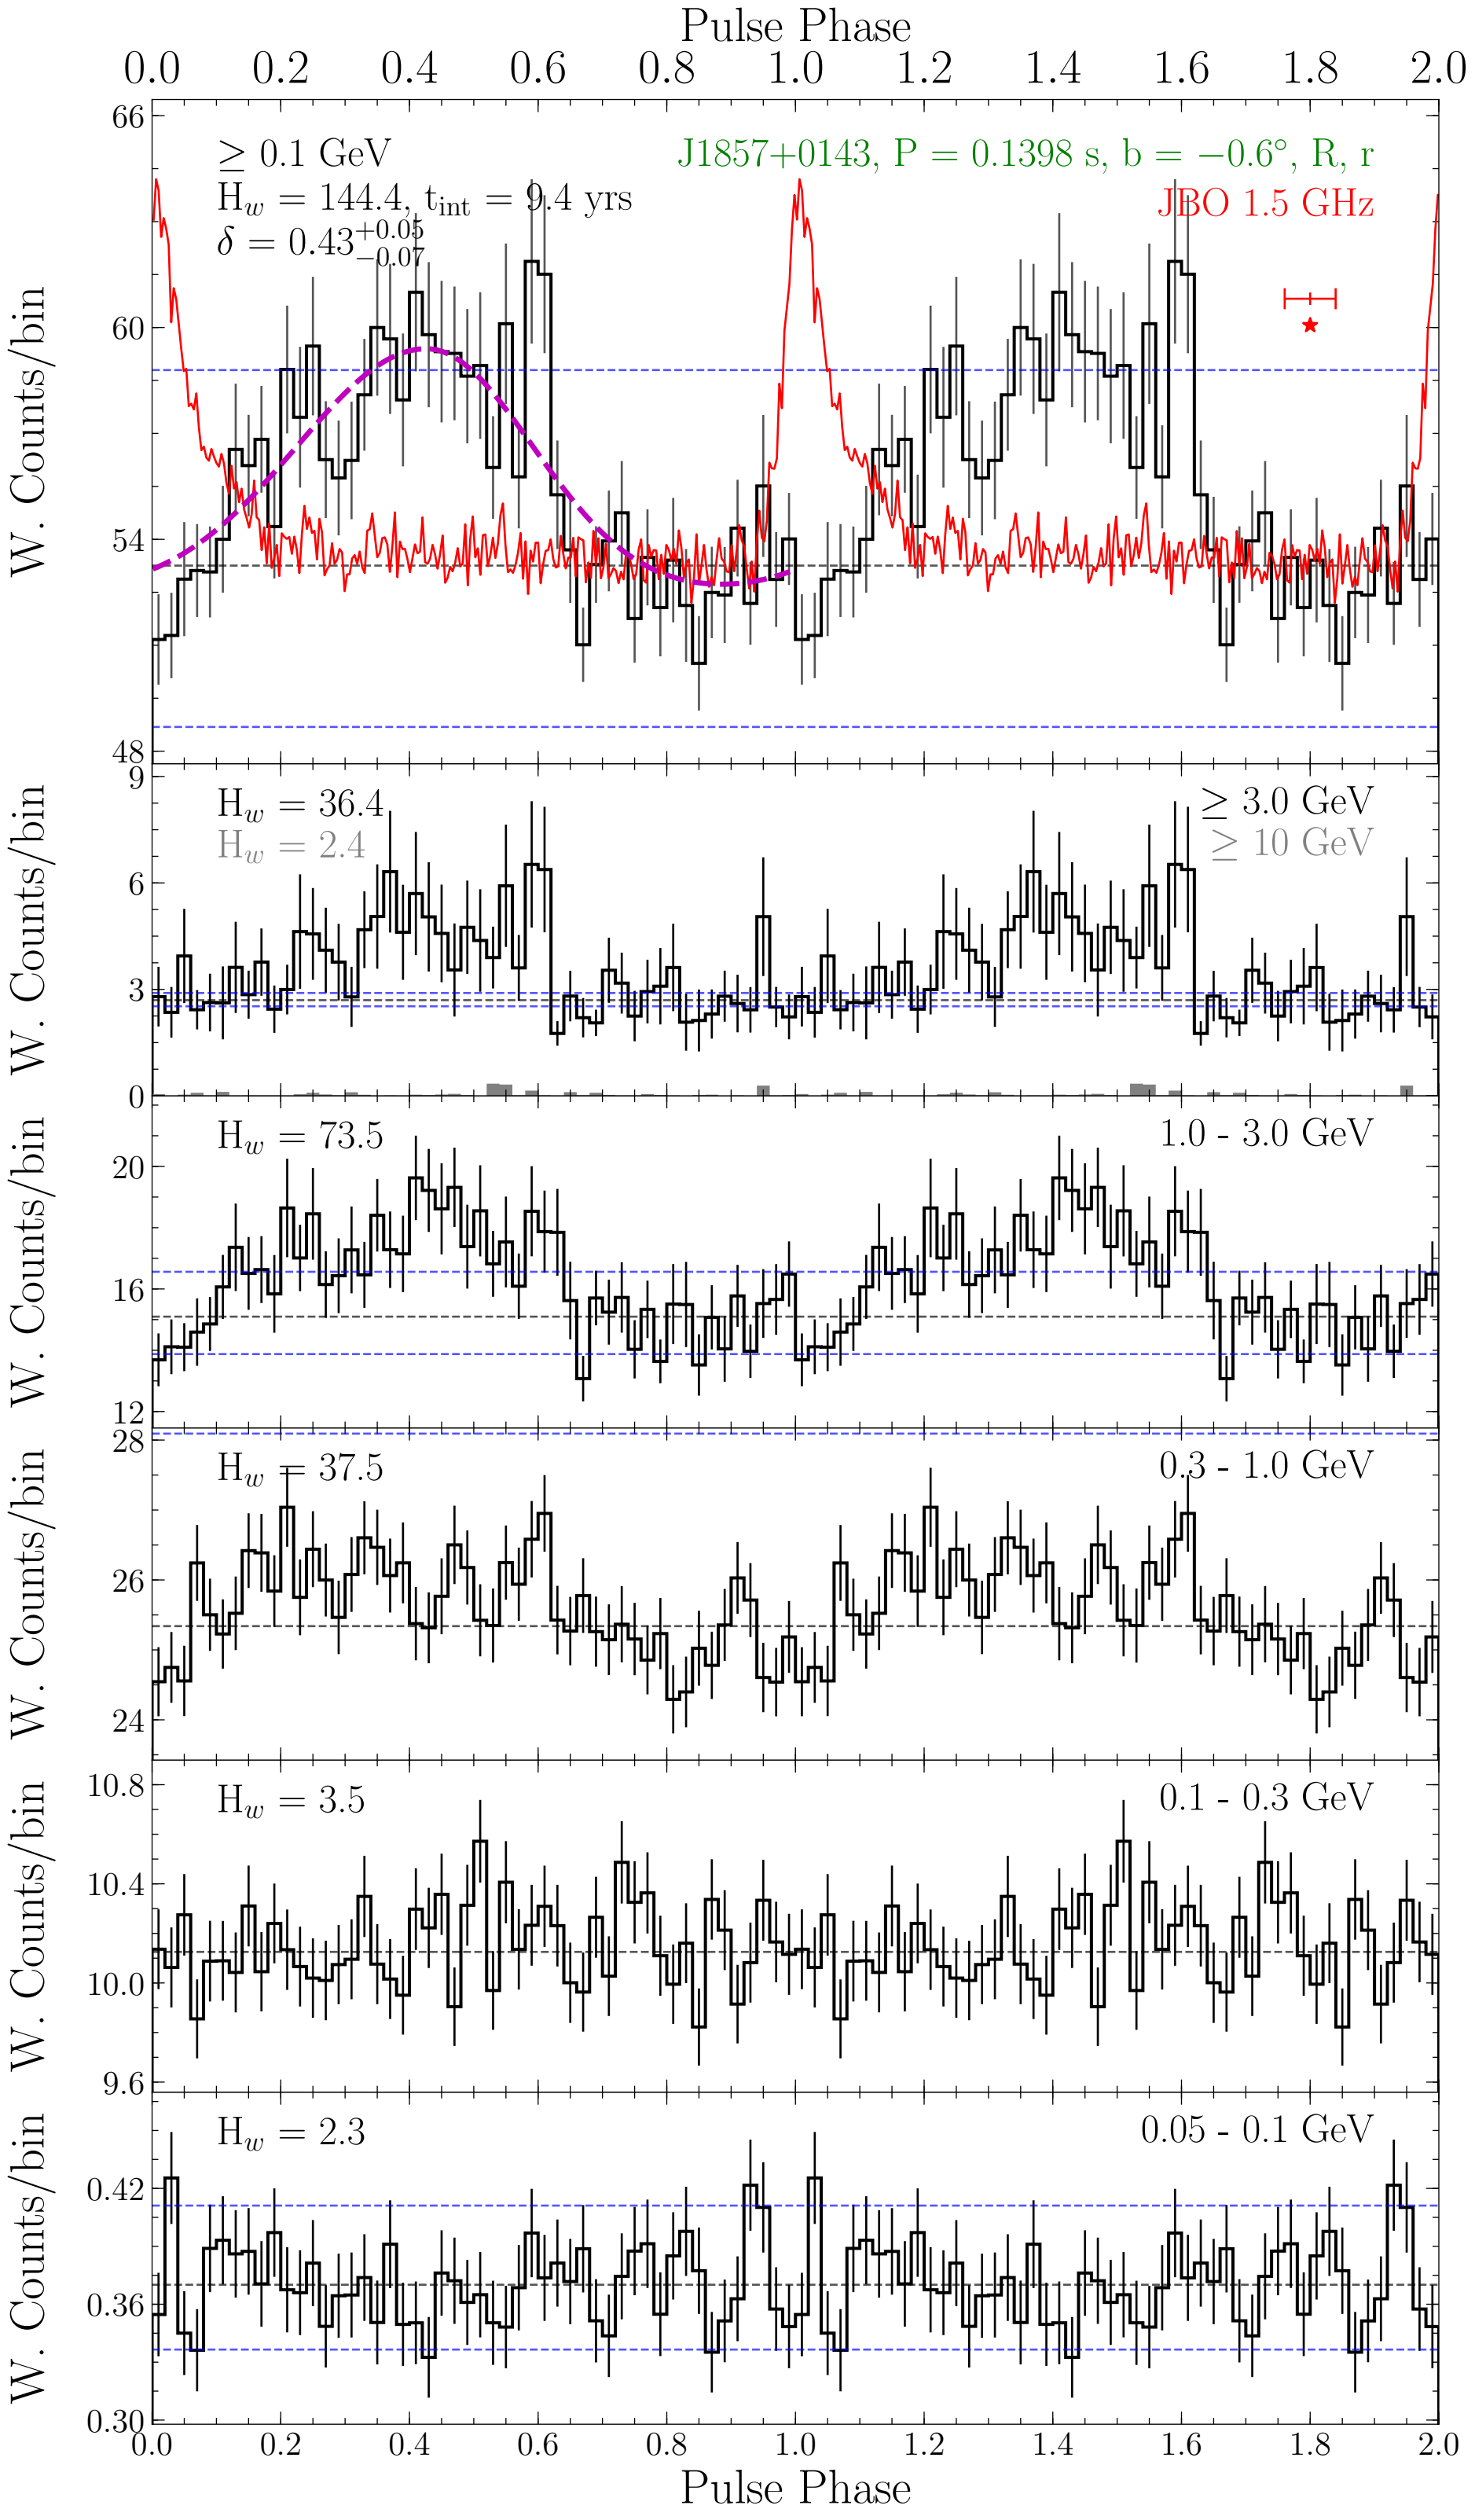 Pulse Phase
0.0 0.2 0.4 0.6 0.8 1.0 1.2 1.4 1.6 1.8 2.0
W. Counts/bin
66
60
54
48
≥ 0.1 GeV
H_w = 144.4, t_int = 9.4 yrs
δ = 0.43^{+0.05}_{−0.07}
J1857+0143, P = 0.1398 s, b = −0.6°, R, r
JBO 1.5 GHz
W. Counts/bin
9
6
3
0
H_w = 36.4
H_w = 2.4
≥ 3.0 GeV
≥ 10 GeV
W. Counts/bin
20
16
12
H_w = 73.5
1.0 - 3.0 GeV
W. Counts/bin
28
26
24
H_w = 37.5
0.3 - 1.0 GeV
W. Counts/bin
10.8
10.4
10.0
9.6
H_w = 3.5
0.1 - 0.3 GeV
W. Counts/bin
0.42
0.36
0.30
H_w = 2.3
0.05 - 0.1 GeV
0.0 0.2 0.4 0.6 0.8 1.0 1.2 1.4 1.6 1.8 2.0
Pulse Phase